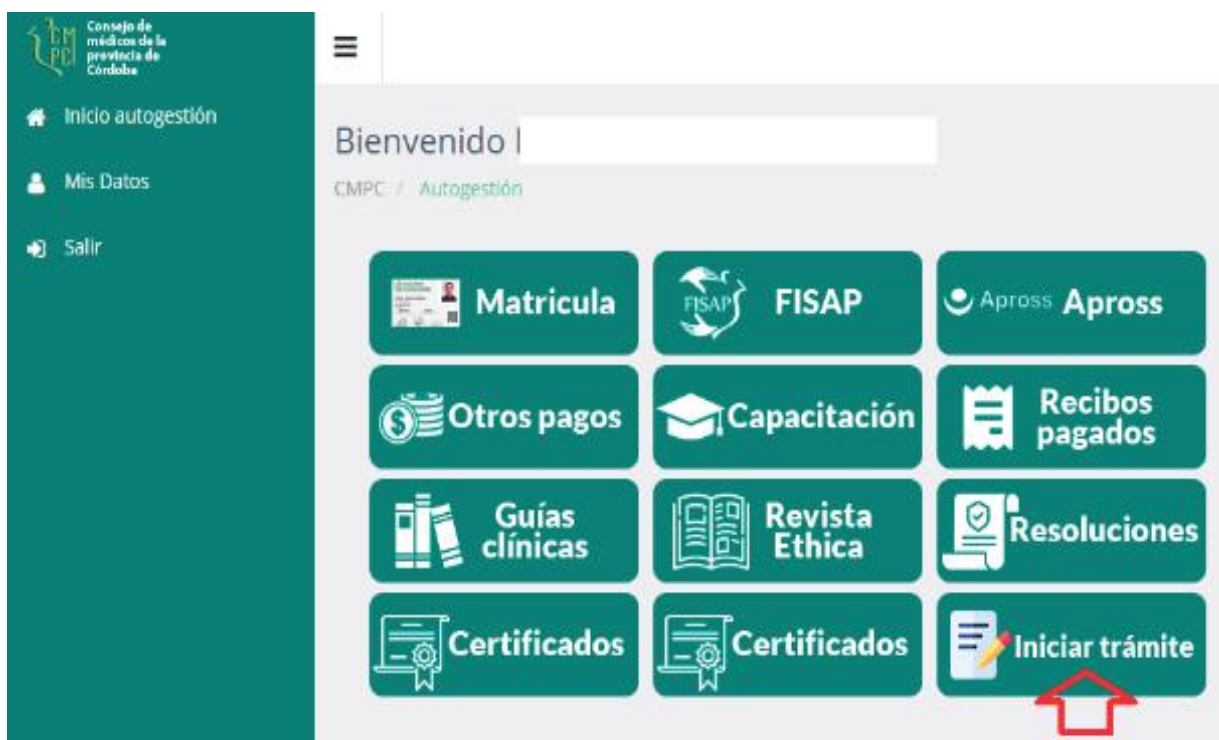 Consejo de
médicos de la
provincia de
Córdoba
Inicio autogestión
Mis Datos
Salir
Bienvenido
CMPC / Autogestión
Matricula
FISAP
FISAP
Apross Apross
Otros pagos
Capacitación
Recibos
pagados
Guías
clínicas
Revista
Ethica
Resoluciones
Certificados
Certificados
Iniciar trámite